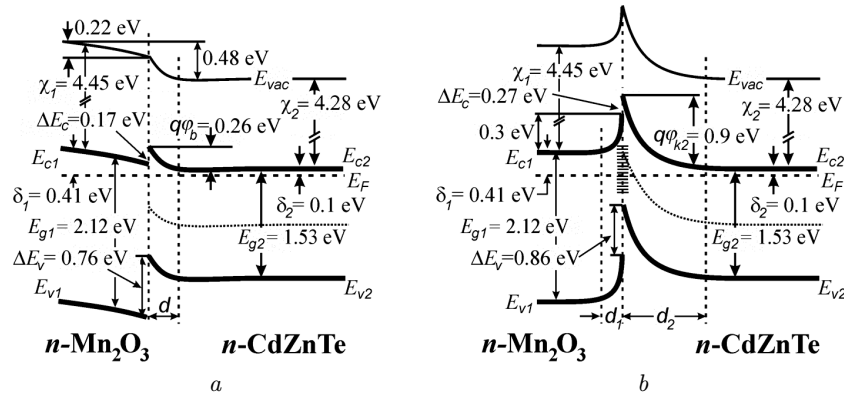 0.22 eV
0.48 eV
χ1 = 4.45 eV
Evac
χ2 = 4.28 eV
ΔEc=0.17 eV
qφb = 0.26 eV
Ec1
Ec2
EF
δ1 = 0.41 eV
δ2 = 0.1 eV
Eg1 = 2.12 eV
Eg2 = 1.53 eV
ΔEv = 0.76 eV
Ev1
d
Ev2
n-Mn2O3
n-CdZnTe
a
χ1 = 4.45 eV
Evac
ΔEc=0.27 eV
χ2 = 4.28 eV
0.3 eV
qφk2 = 0.9 eV
Ec1
Ec2
EF
δ1 = 0.41 eV
δ2 = 0.1 eV
Eg1 = 2.12 eV
Eg2 = 1.53 eV
ΔEv=0.86 eV
Ev1
d1
d2
Ev2
n-Mn2O3
n-CdZnTe
b